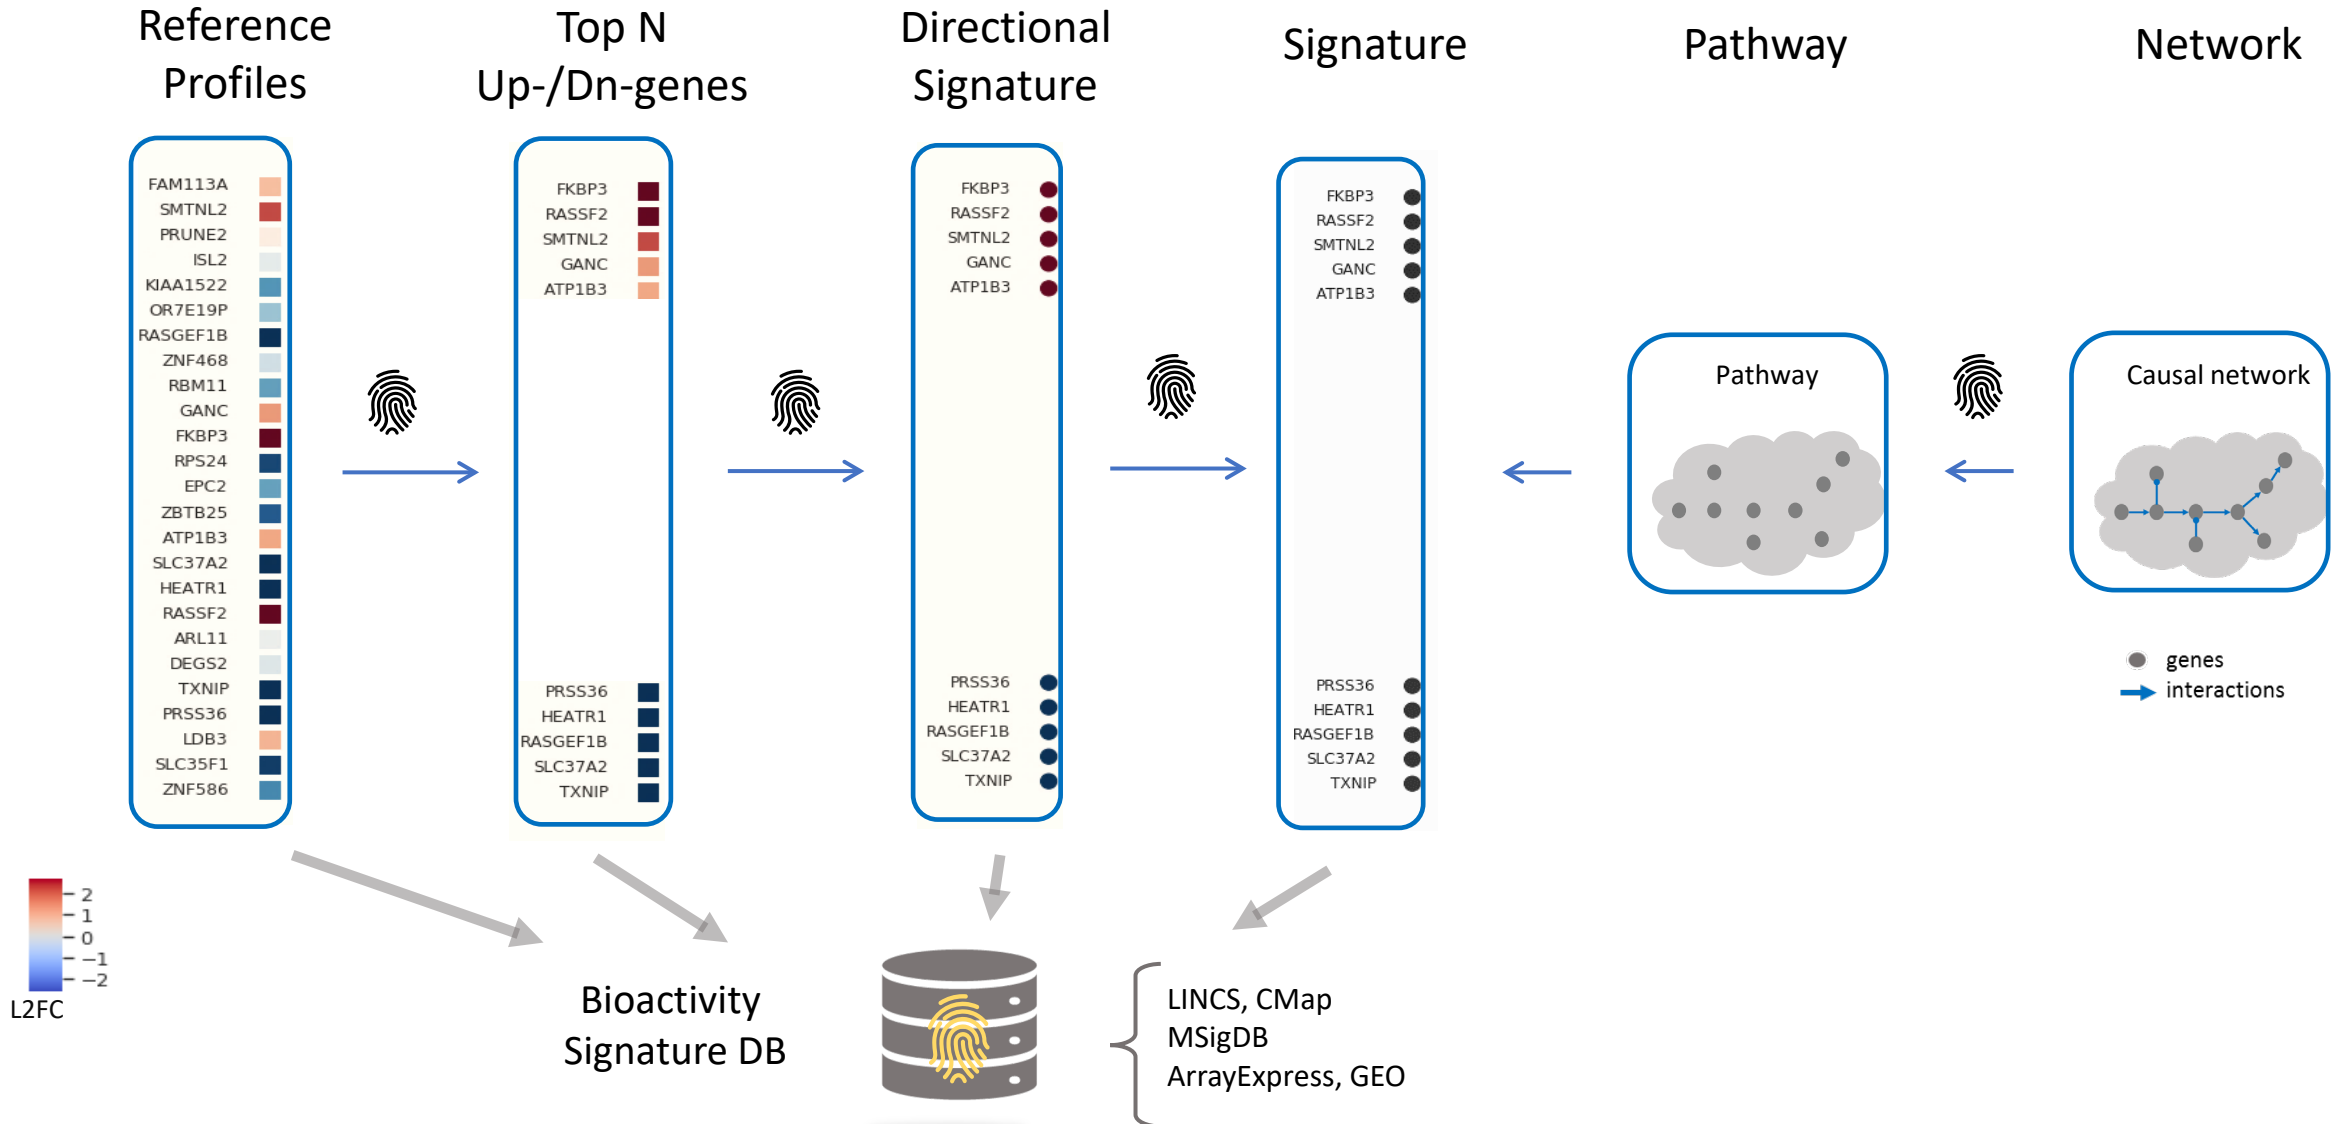 Reference
Profiles
Top N
Up-/Dn-genes
Directional
Signature
Signature
Pathway
Network
FAM113A
SMTNL2
PRUNE2
ISL2
KIAA1522
OR7E19P
RASGEF1B
ZNF468
RBM11
GANC
FKBP3
RPS24
EPC2
ZBTB25
ATP1B3
SLC37A2
HEATR1
RASSF2
ARL11
DEGS2
TXNIP
PRSS36
LDB3
SLC35F1
ZNF586
FKBP3
RASSF2
SMTNL2
GANC
ATP1B3
PRSS36
HEATR1
RASGEF1B
SLC37A2
TXNIP
FKBP3
RASSF2
SMTNL2
GANC
ATP1B3
PRSS36
HEATR1
RASGEF1B
SLC37A2
TXNIP
FKBP3
RASSF2
SMTNL2
GANC
ATP1B3
PRSS36
HEATR1
RASGEF1B
SLC37A2
TXNIP
Pathway
Causal network
genes
interactions
2
1
0
−1
−2
L2FC
Bioactivity
Signature DB
LINCS, CMap
MSigDB
ArrayExpress, GEO